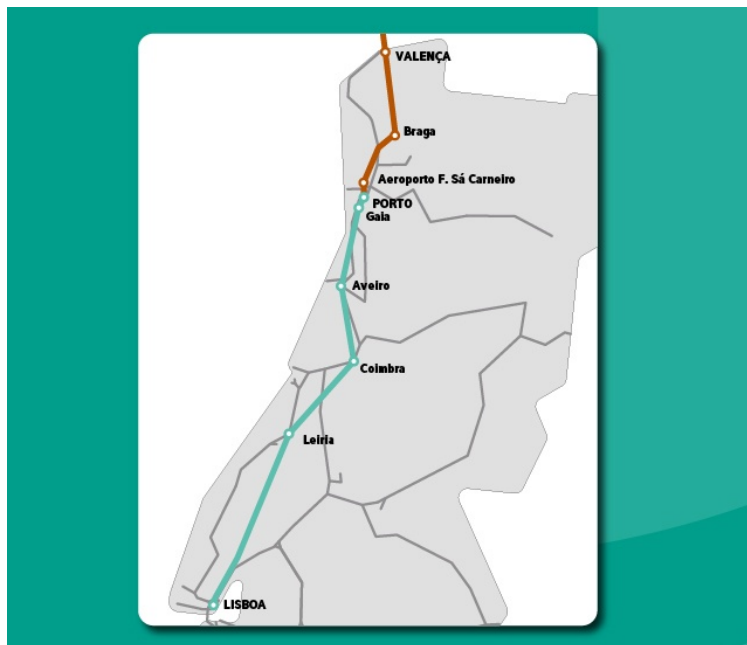 VALENÇA
Braga
Aeroporto F. Sá Carneiro
PORTO
Gaia
Aveiro
Coimbra
Leiria
LISBOA